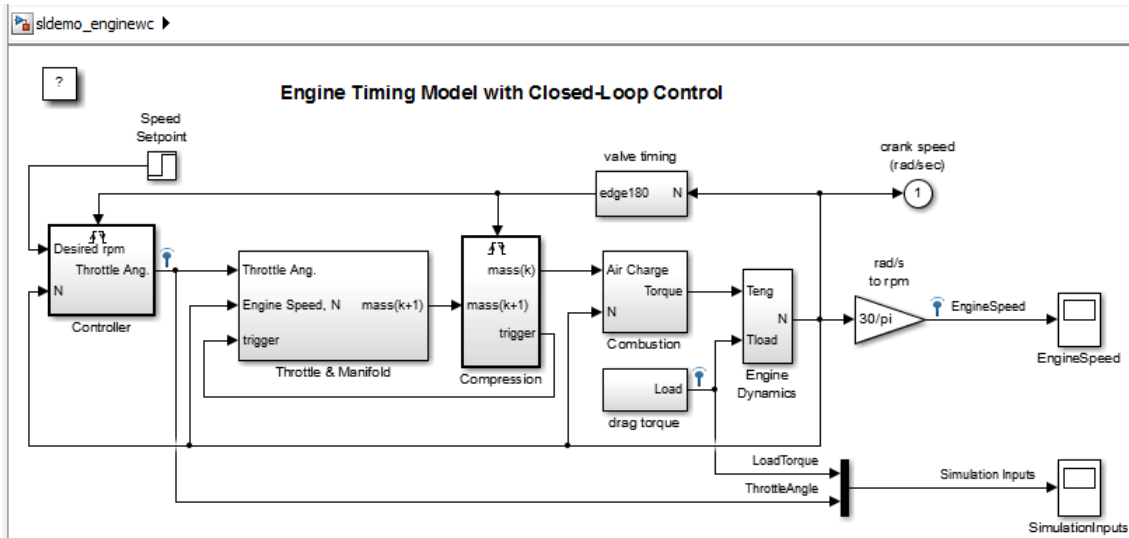 sldemo_enginewc
?
Engine Timing Model with Closed-Loop Control
Speed
Setpoint
valve timing
edge180 N
crank speed
(rad/sec)
1
Desired rpm
Throttle Ang.
N
Controller
Throttle Ang.
Engine Speed, N
mass(k+1)
trigger
Throttle & Manifold
mass(k)
mass(k+1)
trigger
Compression
Air Charge
Torque
N
Combustion
Load
drag torque
Teng
N
Tload
Engine
Dynamics
rad/s
to rpm
30/pi
EngineSpeed
EngineSpeed
LoadTorque
ThrottleAngle
Simulation Inputs
SimulationInputs